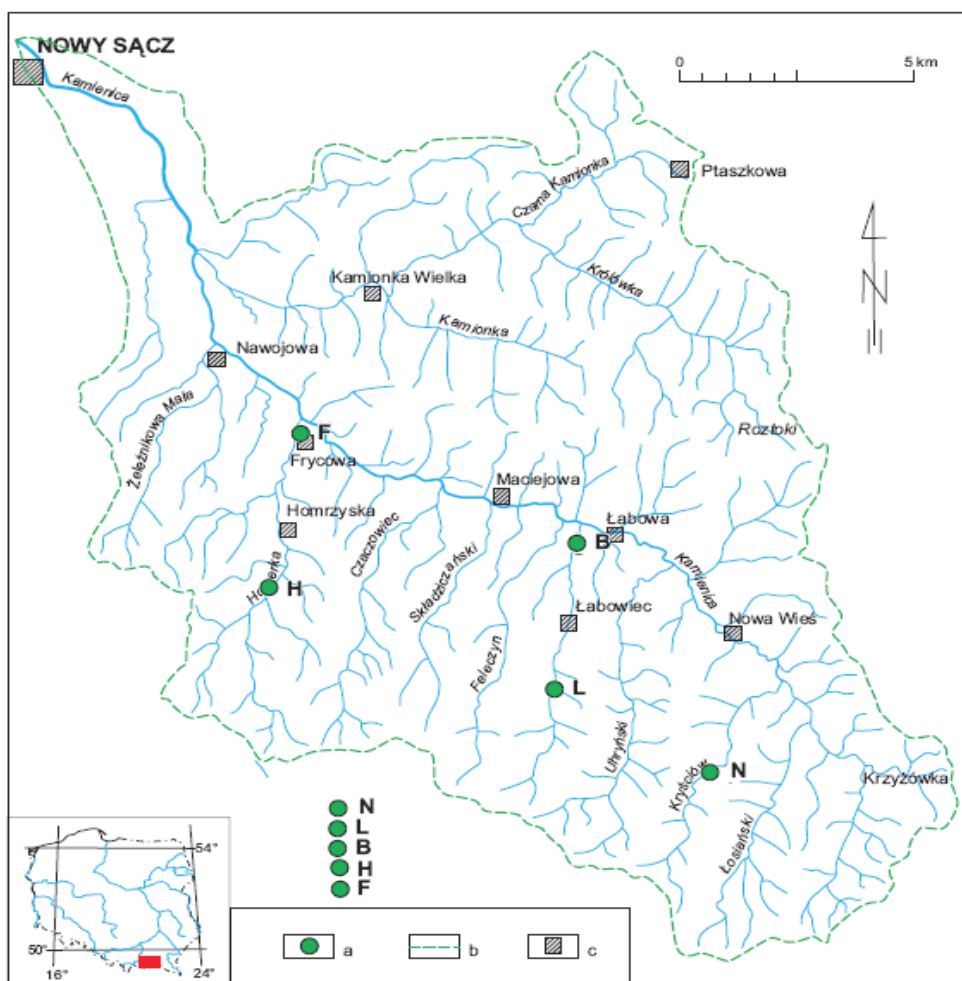 NOWY SĄCZ
Kamienica
0
5 km
Ptaszkowa
Czarna Kamionka
Królówka
Kamionka Wielka
Kamionka
N
Nawojowa
Żeleźnikowa Mała
Roztoki
F
Frycowa
Maciejowa
Homrzyska
Czaczowiec
Łabowa
B
Składziczański
Kamienica
H
Łabowiec
Nowa Wieś
Feleczyn
L
Uhryński
N
Kryściów
Krzyżówka
Łosiański
N
L
B
H
F
54°
50°
16°
24°
a
b
c